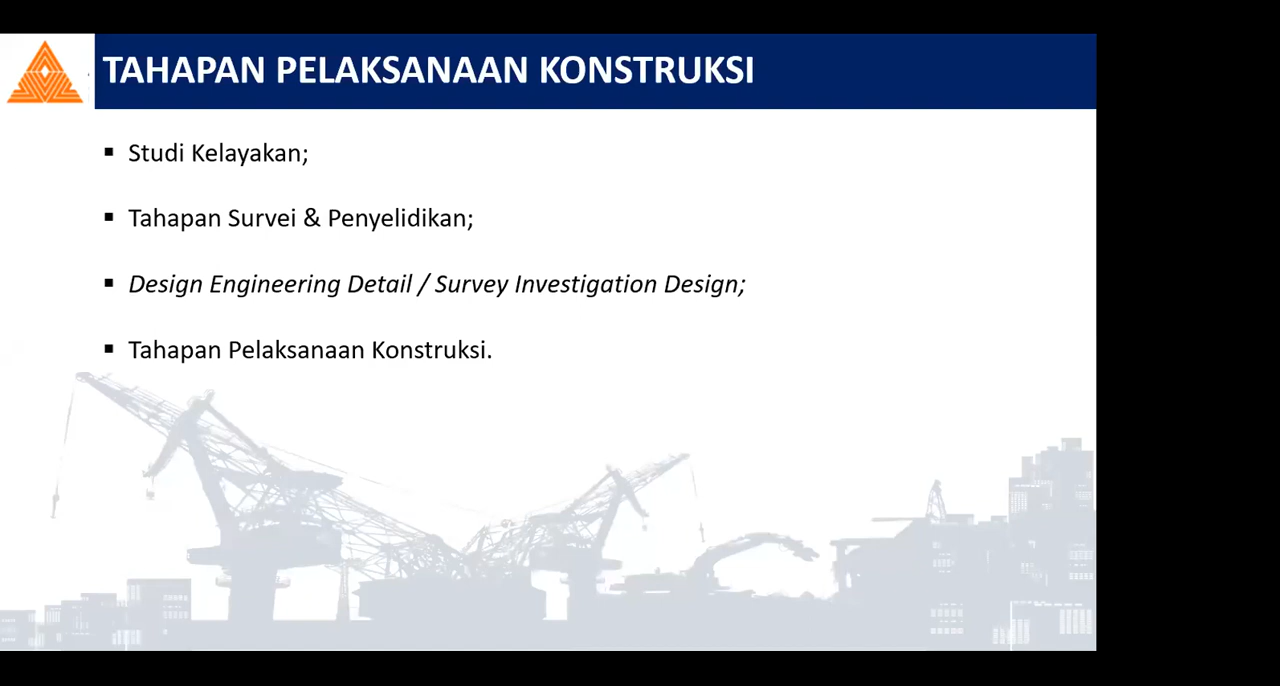 TAHAPAN PELAKSANAAN KONSTRUKSI
▪ Studi Kelayakan;
▪ Tahapan Survei & Penyelidikan;
▪ Design Engineering Detail / Survey Investigation Design;
▪ Tahapan Pelaksanaan Konstruksi.